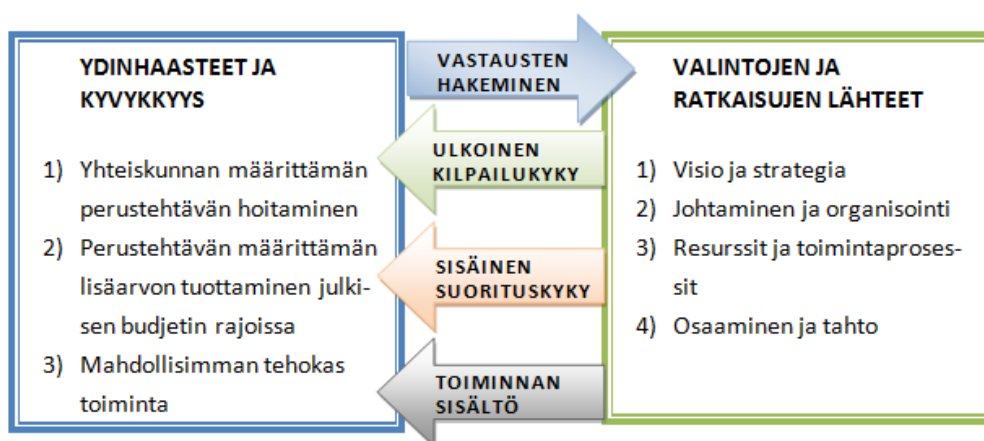 YDINHAASTEET JA
KYVYKKYYS
1) Yhteiskunnan määrittämän
perustehtävän hoitaminen
2) Perustehtävän määrittämän
lisäarvon tuottaminen julki-
sen budjetin rajoissa
3) Mahdollisimman tehokas
toiminta
VASTAUSTEN
HAKEMINEN
ULKOINEN
KILPAILUKYKY
SISÄINEN
SUORITUSKYKY
TOIMINNAN
SISÄLTÖ
VALINTOJEN JA
RATKAISUJEN LÄHTEET
1) Visio ja strategia
2) Johtaminen ja organisointi
3) Resurssit ja toimintaproses-
sit
4) Osaaminen ja tahto